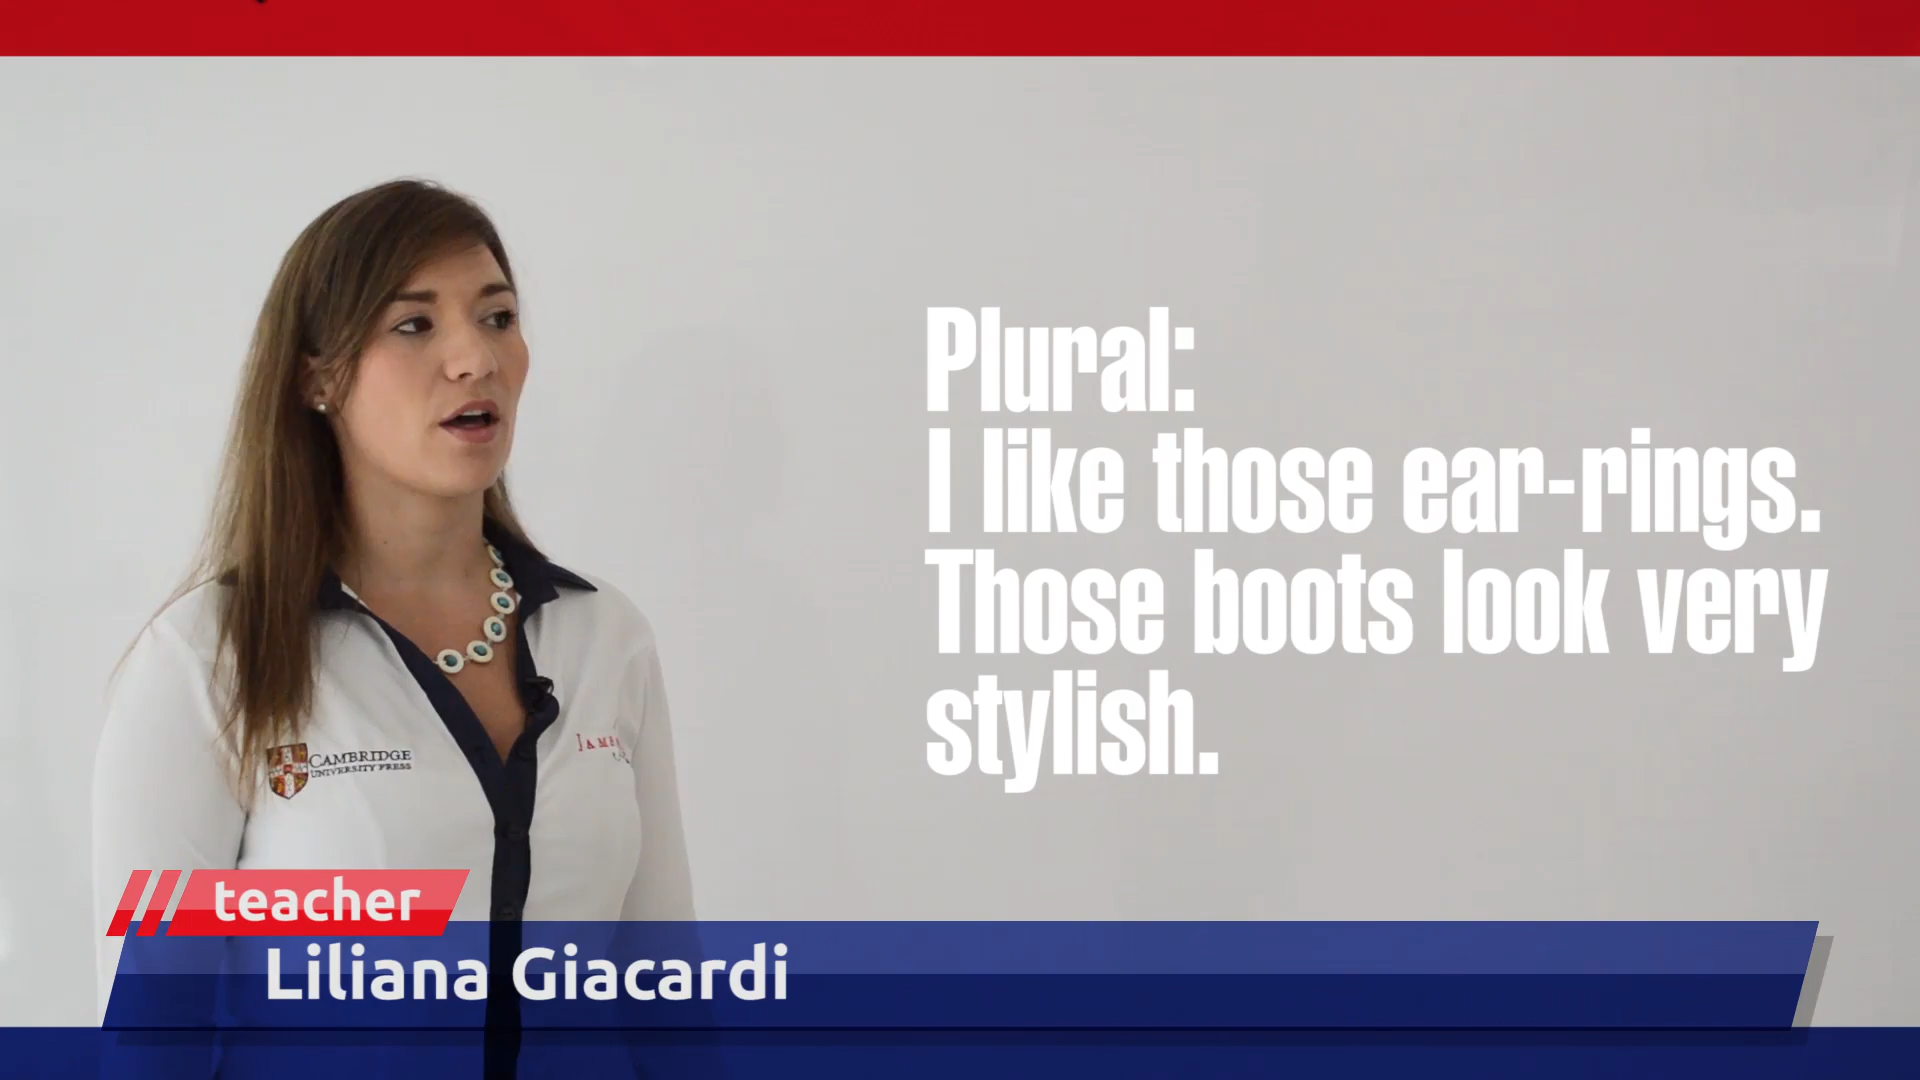 Plural:
I like those ear-rings.
Those boots look very
stylish.
CAMBRIDGE
UNIVERSITY PRESS
teacher
Liliana Giacardi